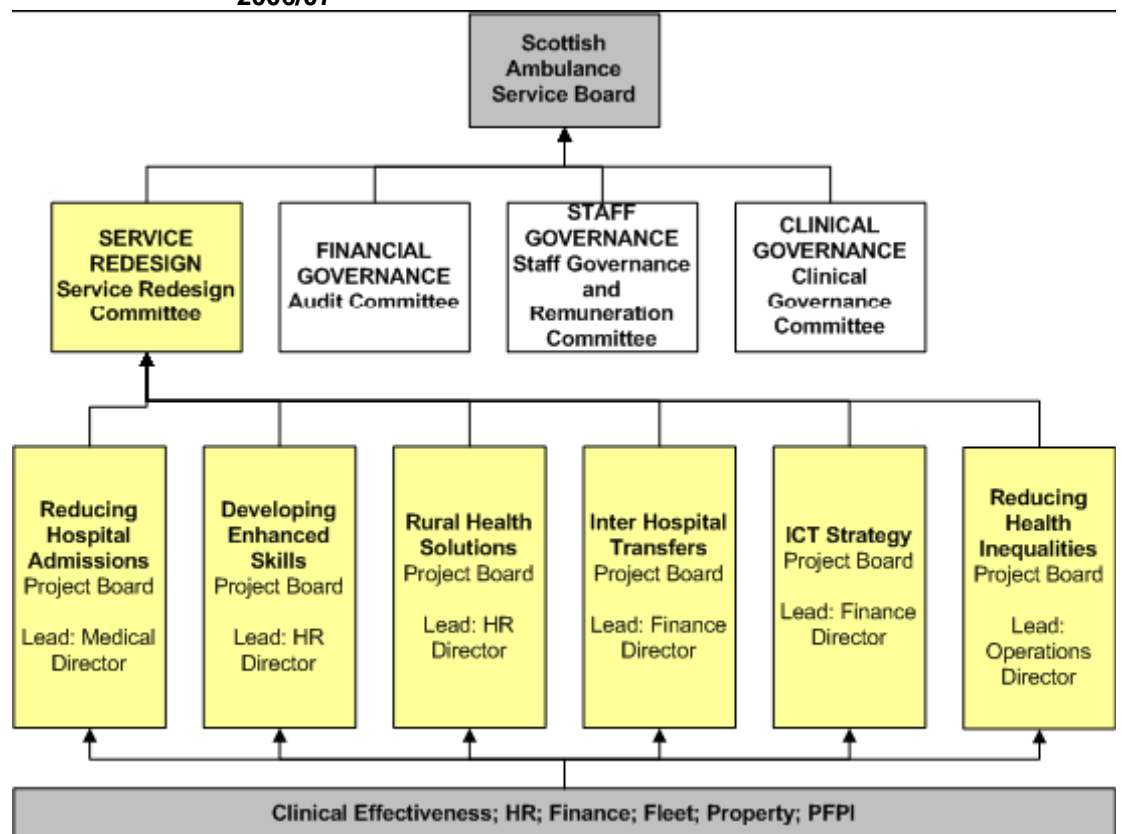 2006/07
Scottish
Ambulance
Service Board
SERVICE
REDESIGN
Service Redesign
Committee
FINANCIAL
GOVERNANCE
Audit Committee
STAFF
GOVERNANCE
Staff Governance
and
Remuneration
Committee
CLINICAL
GOVERNANCE
Clinical
Governance
Committee
Reducing
Hospital
Admissions
Project Board
Lead: Medical
Director
Developing
Enhanced
Skills
Project Board
Lead: HR
Director
Rural Health
Solutions
Project Board
Lead: HR
Director
Inter Hospital
Transfers
Project Board
Lead: Finance
Director
ICT Strategy
Project Board
Lead: Finance
Director
Reducing
Health
Inequalities
Project Board
Lead:
Operations
Director
Clinical Effectiveness; HR; Finance; Fleet; Property; PFPI